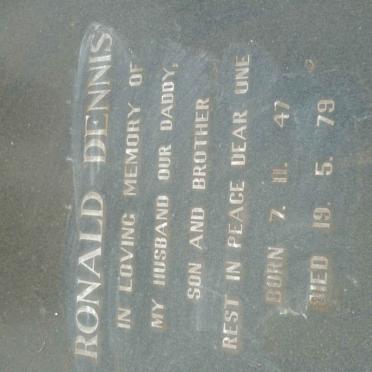 RONALD DENNIS
IN LOVING MEMORY OF
MY HUSBAND OUR DADDY,
SON AND BROTHER
REST IN PEACE DEAR ONE
BORN 7. 11. 47
DIED 19. 5. 79